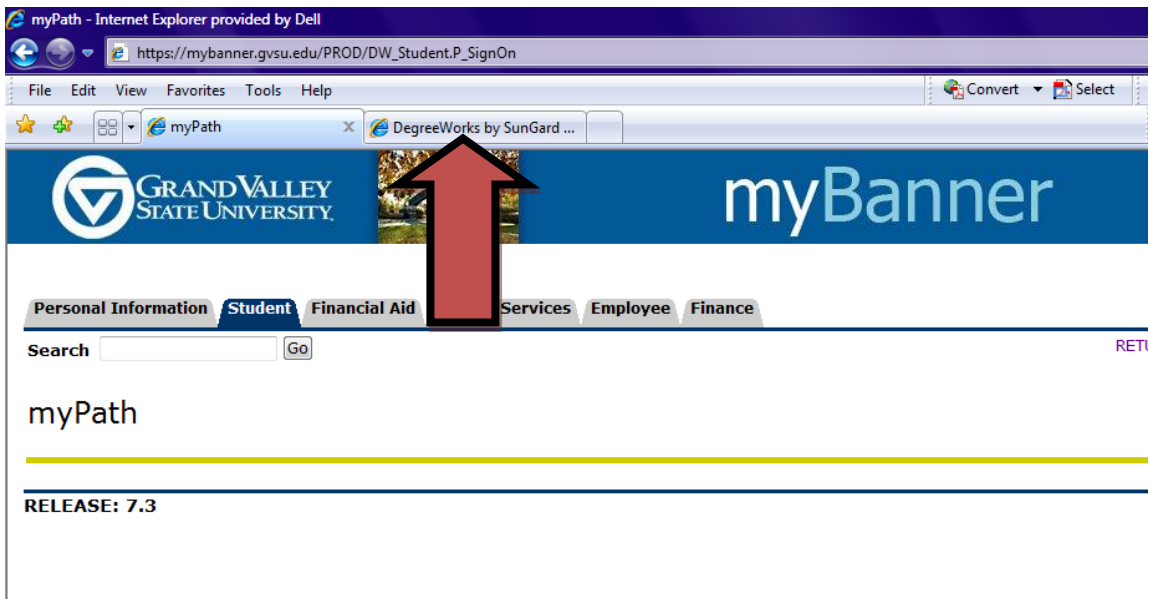 myPath - Internet Explorer provided by Dell
https://mybanner.gvsu.edu/PROD/DW_Student.P_SignOn
File Edit View Favorites Tools Help Convert Select
myPath X DegreeWorks by SunGard ...
GRAND VALLEY
STATE UNIVERSITY.
myBanner
Personal Information Student Financial Aid Services Employee Finance
Search Go
myPath
RELEASE: 7.3